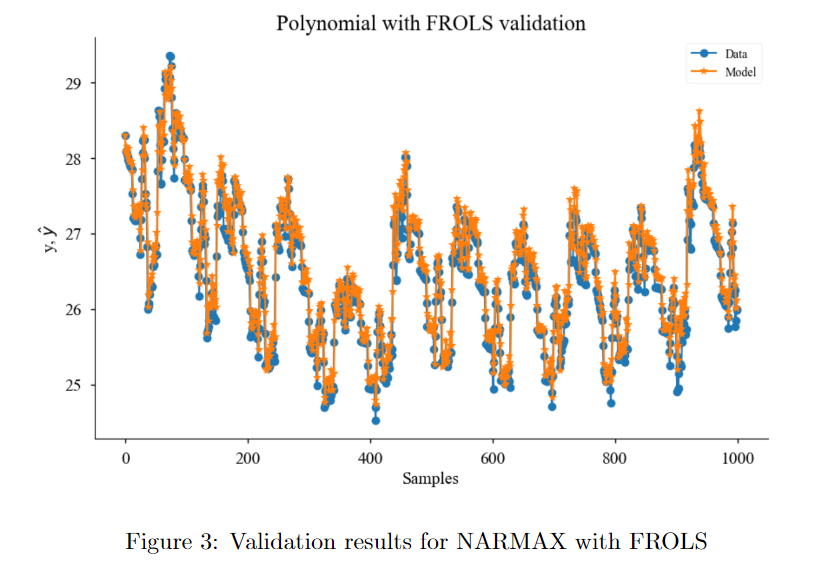 Polynomial with FROLS validation
Data
Model
29
28
27
26
25
y, ŷ
0
200
400
600
800
1000
Samples
Figure 3: Validation results for NARMAX with FROLS